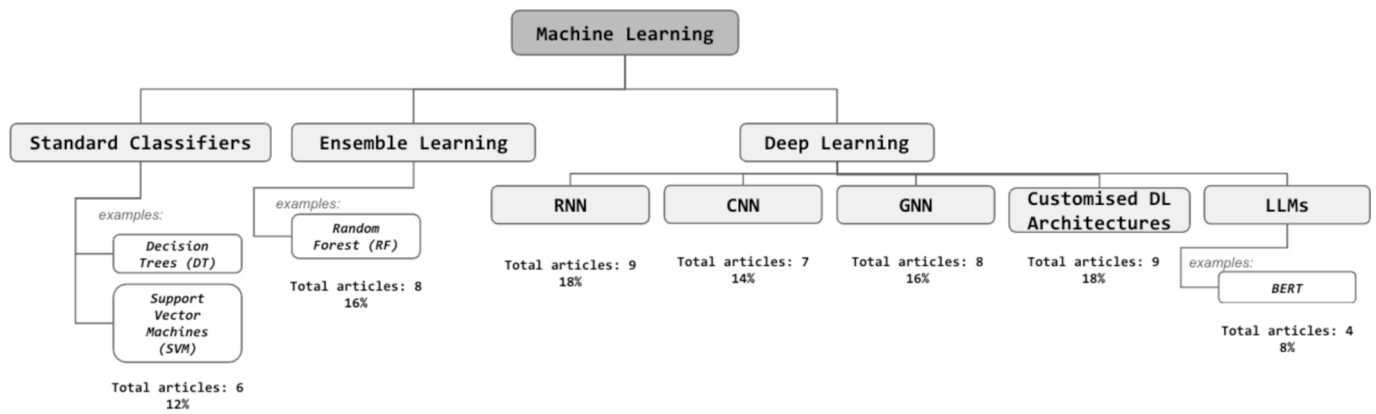 Machine Learning
Standard Classifiers
Ensemble Learning
Deep Learning
examples:
Decision
Trees (DT)
Support
Vector
Machines
(SVM)
Total articles: 6
12%
examples:
Random
Forest (RF)
Total articles: 8
16%
RNN
Total articles: 9
18%
CNN
Total articles: 7
14%
GNN
Total articles: 8
16%
Customised DL
Architectures
Total articles: 9
18%
LLMs
examples:
BERT
Total articles: 4
8%